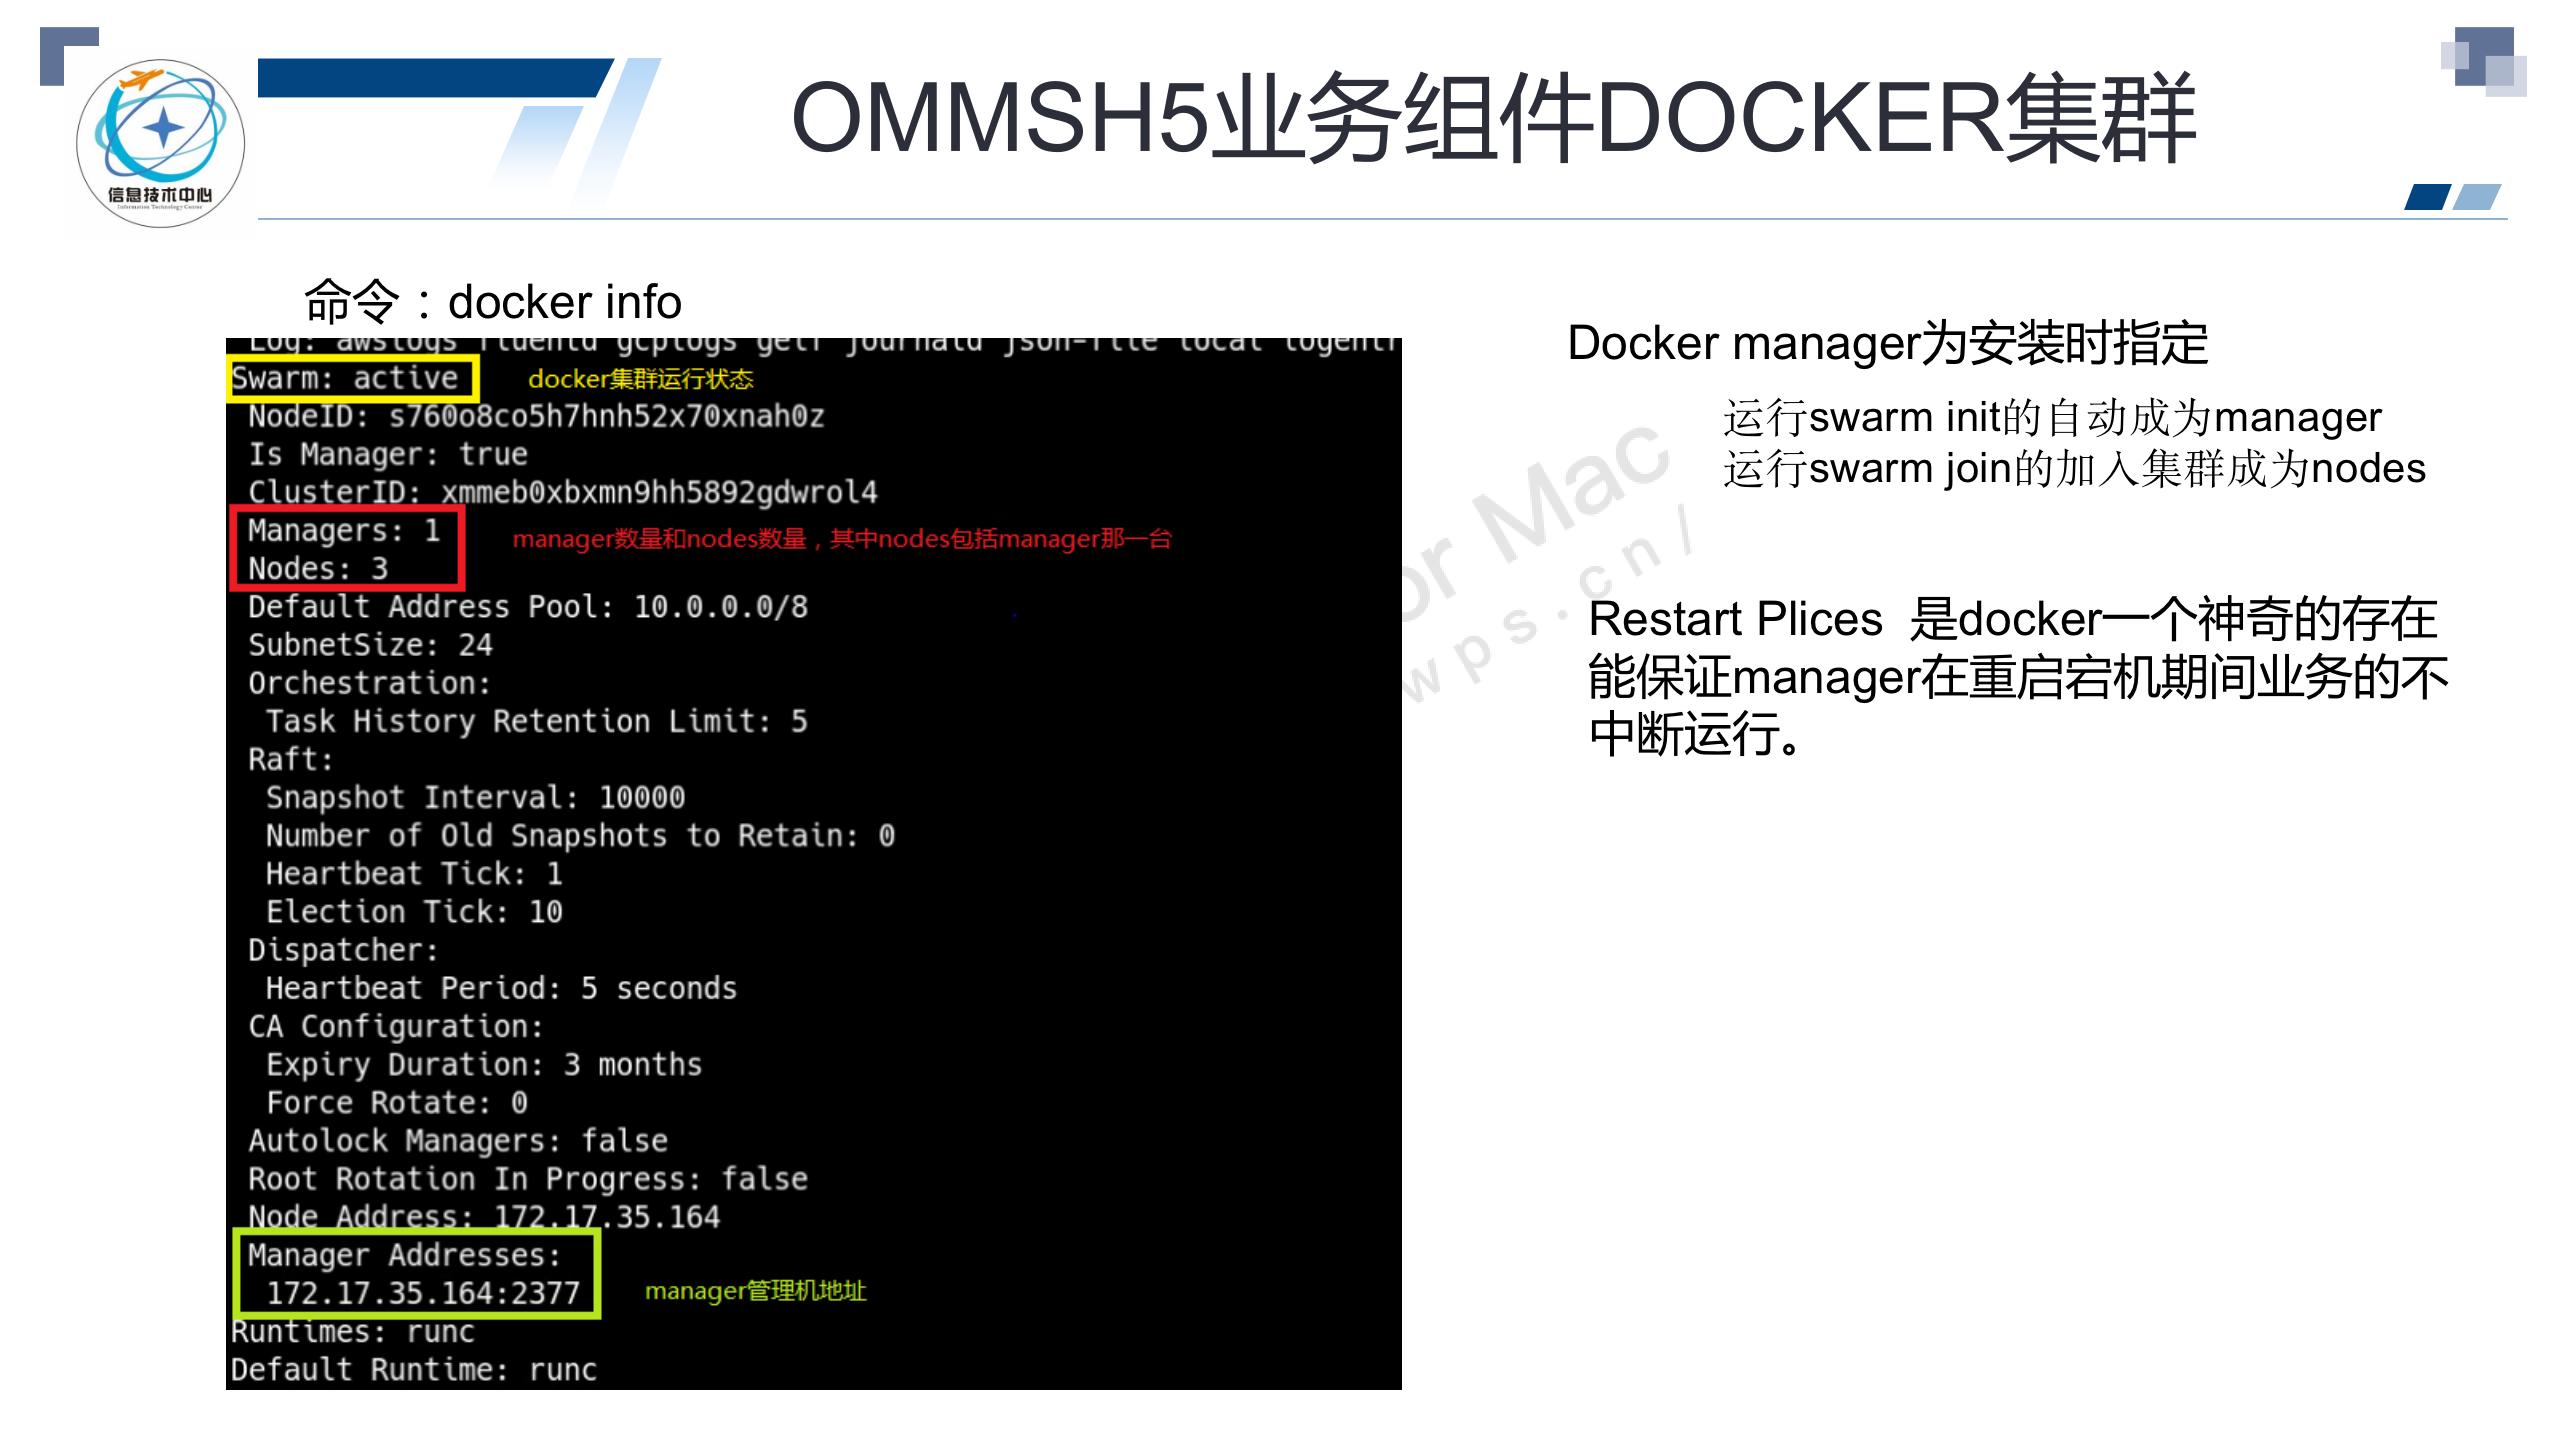 OMMSH5业务组件DOCKER集群
信息技术中心
Information Technology Center
命令：docker info
Log: awslogs fluentd gcplogs gelf journald json-file local logentr
Swarm: active
docker集群运行状态
NodeID: s760o8co5h7hnh52x70xnah0z
Is Manager: true
ClusterID: xmmeb0xbxmn9hh5892gdwrol4
Managers: 1
manager数量和nodes数量，其中nodes包括manager那一台
Nodes: 3
Default Address Pool: 10.0.0.0/8
SubnetSize: 24
Orchestration:
Task History Retention Limit: 5
Raft:
Snapshot Interval: 10000
Number of Old Snapshots to Retain: 0
Heartbeat Tick: 1
Election Tick: 10
Dispatcher:
Heartbeat Period: 5 seconds
CA Configuration:
Expiry Duration: 3 months
Force Rotate: 0
Autolock Managers: false
Root Rotation In Progress: false
Node Address: 172.17.35.164
Manager Addresses:
172.17.35.164:2377
manager管理机地址
Runtimes: runc
Default Runtime: runc
Docker manager为安装时指定
运行swarm init的自动成为manager
运行swarm join的加入集群成为nodes
Restart Plices 是docker一个神奇的存在
能保证manager在重启宕机期间业务的不
中断运行。
or Mac
wps.cn/